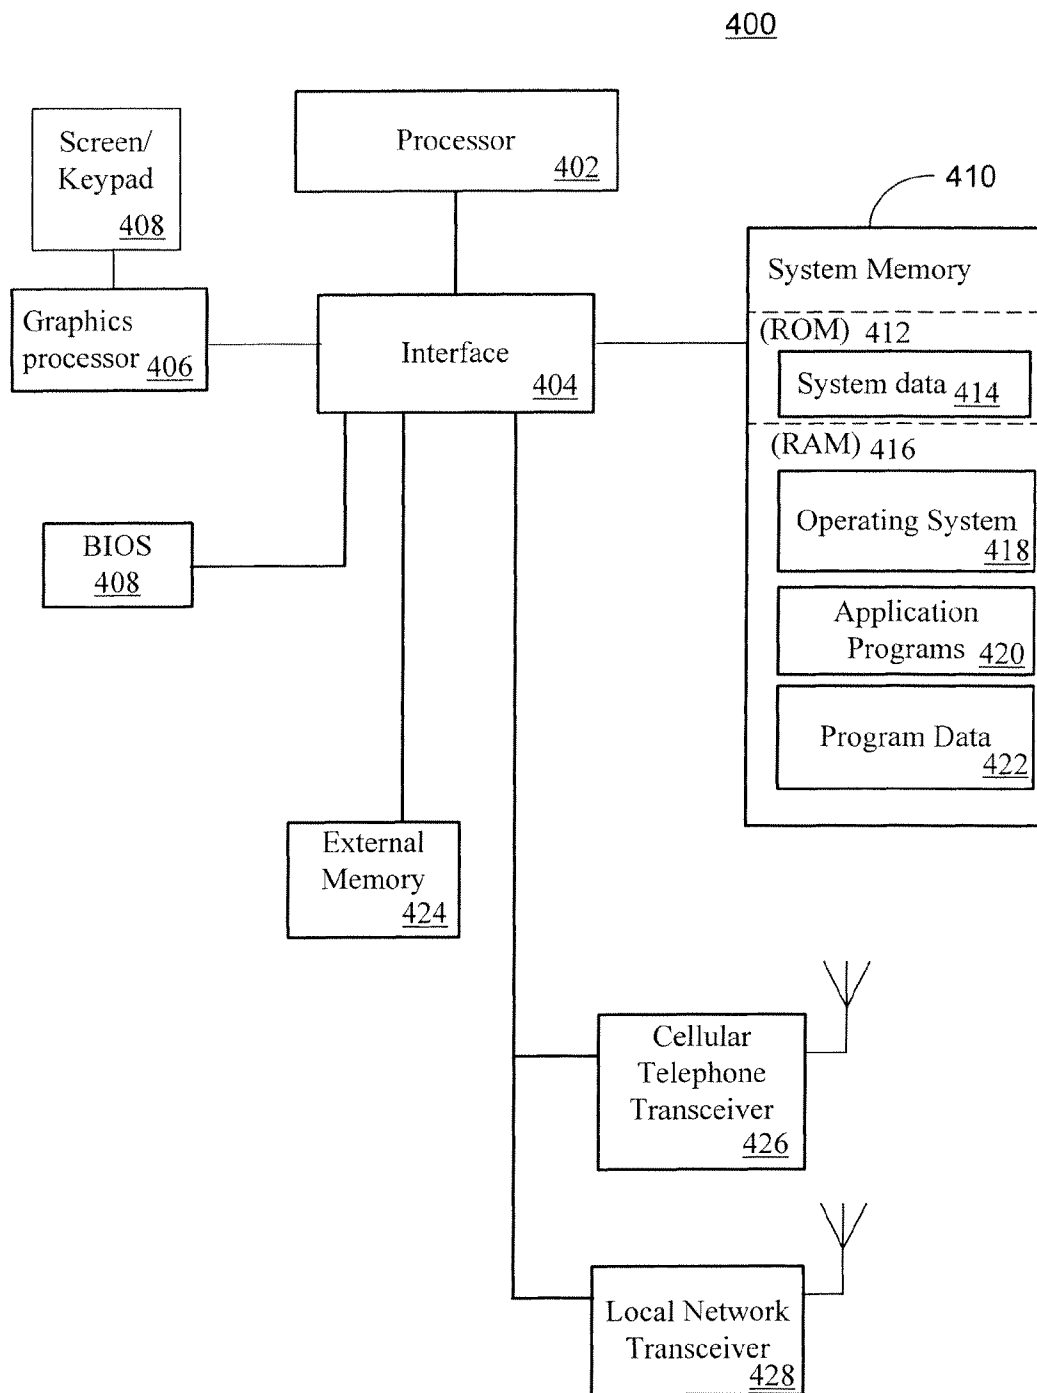 400
Screen/
Keypad
408
Processor
402
410
Graphics
processor
406
Interface
404
System Memory
(ROM) 412
System data 414
(RAM) 416
Operating System
418
Application
Programs 420
Program Data
422
BIOS
408
External
Memory
424
Cellular
Telephone
Transceiver
426
Local Network
Transceiver
428